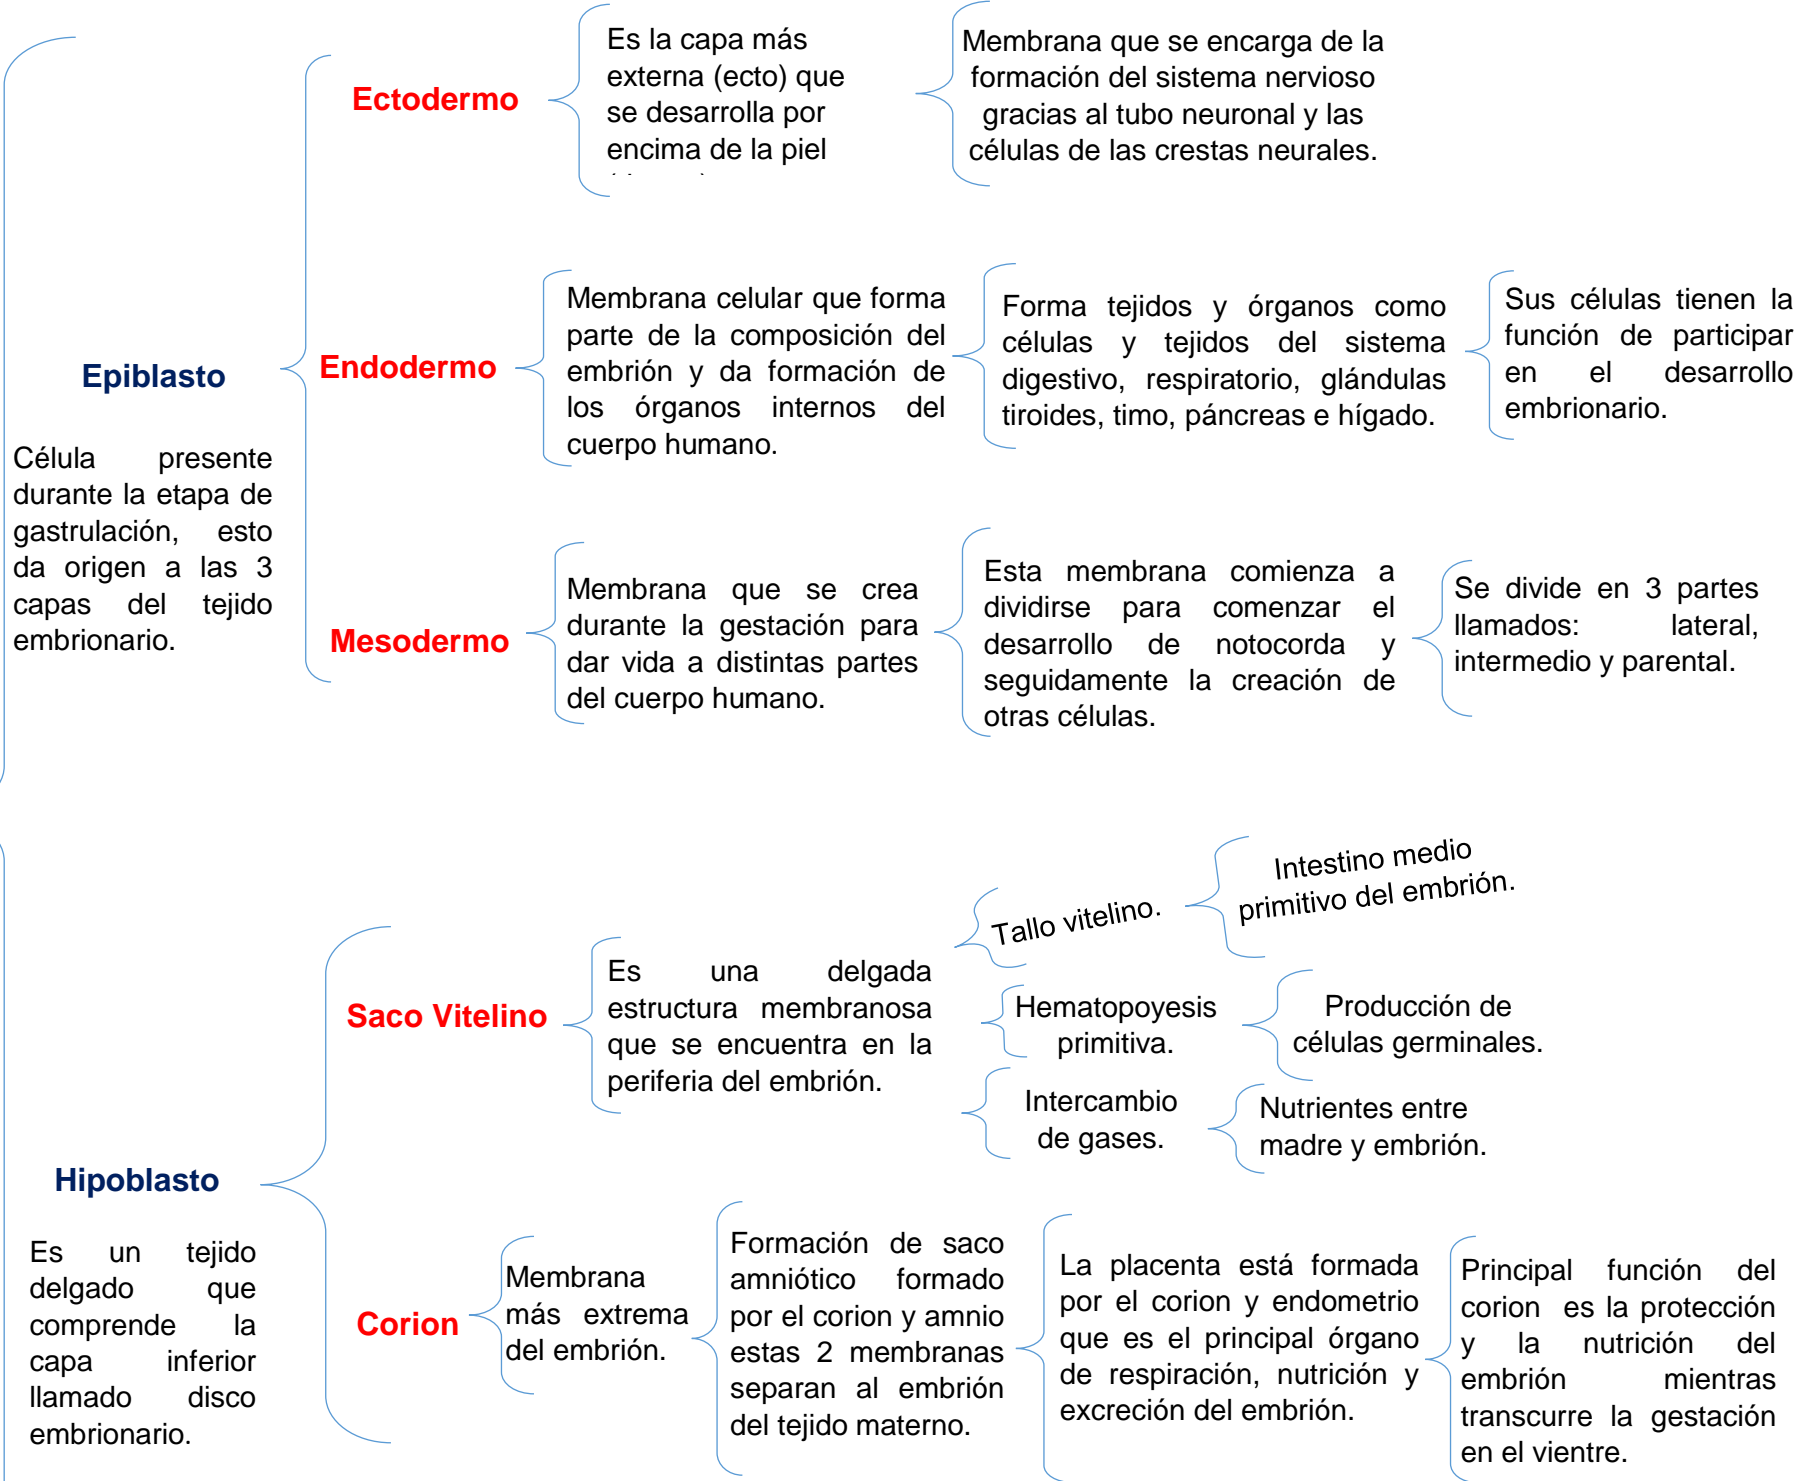 Epiblasto
Célula presente
durante la etapa de
gastrulación, esto
da origen a las 3
capas del tejido
embrionario.
Ectodermo
Es la capa más
externa (ecto) que
se desarrolla por
encima de la piel
Membrana que se encarga de la
formación del sistema nervioso
gracias al tubo neuronal y las
células de las crestas neurales.
Endodermo
Membrana celular que forma
parte de la composición del
embrión y da formación de
los órganos internos del
cuerpo humano.
Forma tejidos y órganos como
células y tejidos del sistema
digestivo, respiratorio, glándulas
tiroides, timo, páncreas e hígado.
Sus células tienen la
función de participar
en el desarrollo
embrionario.
Mesodermo
Membrana que se crea
durante la gestación para
dar vida a distintas partes
del cuerpo humano.
Esta membrana comienza a
dividirse para comenzar el
desarrollo de notocorda y
seguidamente la creación de
otras células.
Se divide en 3 partes
llamados: lateral,
intermedio y parental.
Hipoblasto
Es un tejido
delgado que
comprende la
capa inferior
llamado disco
embrionario.
Saco Vitelino
Es una delgada
estructura membranosa
que se encuentra en la
periferia del embrión.
Tallo vitelino.
Intestino medio
primitivo del embrión.
Hematopoyesis
primitiva.
Producción de
células germinales.
Intercambio
de gases.
Nutrientes entre
madre y embrión.
Corion
Membrana
más extrema
del embrión.
Formación de saco
amniótico formado
por el corion y amnio
estas 2 membranas
separan al embrión
del tejido materno.
La placenta está formada
por el corion y endometrio
que es el principal órgano
de respiración, nutrición y
excreción del embrión.
Principal función del
corion es la protección
y la nutrición del
embrión mientras
transcurre la gestación
en el vientre.